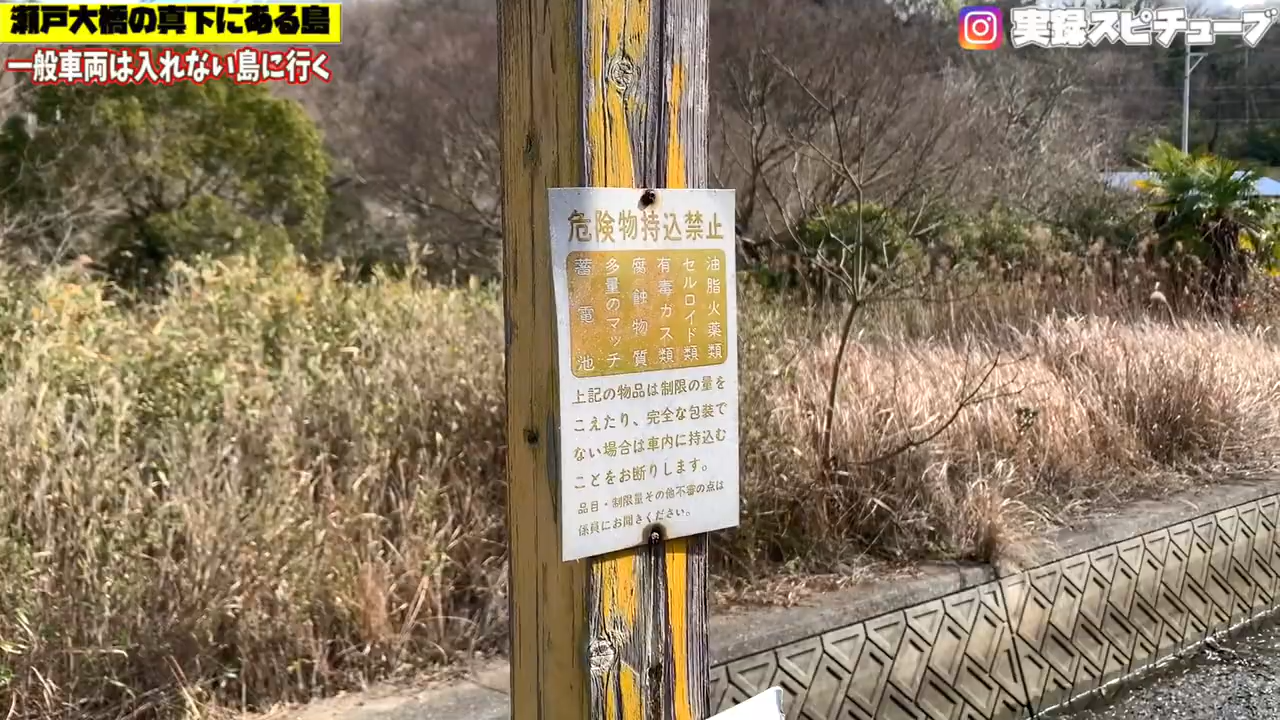 瀬戸大橋の真下にある島
一般車両は入れない島に行く
実録スピチューブ
危険物持込禁止
油脂火薬類
セルロイド類
有毒ガス類
腐蝕物質
多量のマッチ
蓄電池
上記の物品は制限の量を
こえたり、完全な包装で
ない場合は車内に持込む
ことをお断りします。
品目・制限量その他不審の点は
係員にお聞きください。